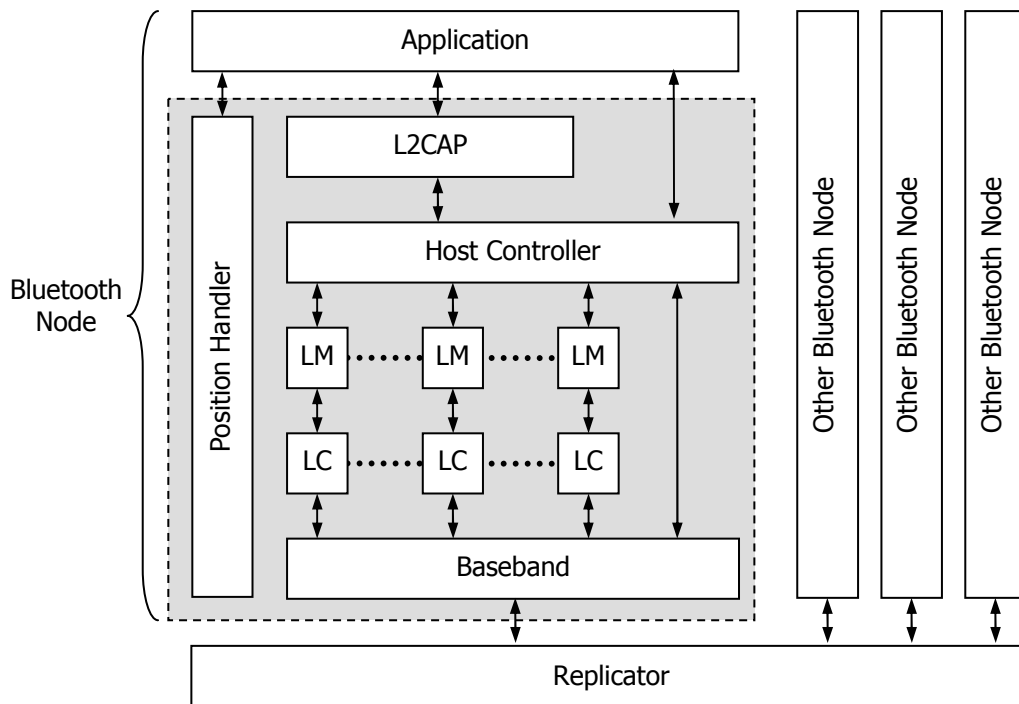 Application
L2CAP
Host Controller
Bluetooth
Node
Position Handler
LM
LM
LM
LC
LC
LC
Baseband
Other Bluetooth Node
Other Bluetooth Node
Other Bluetooth Node
Replicator